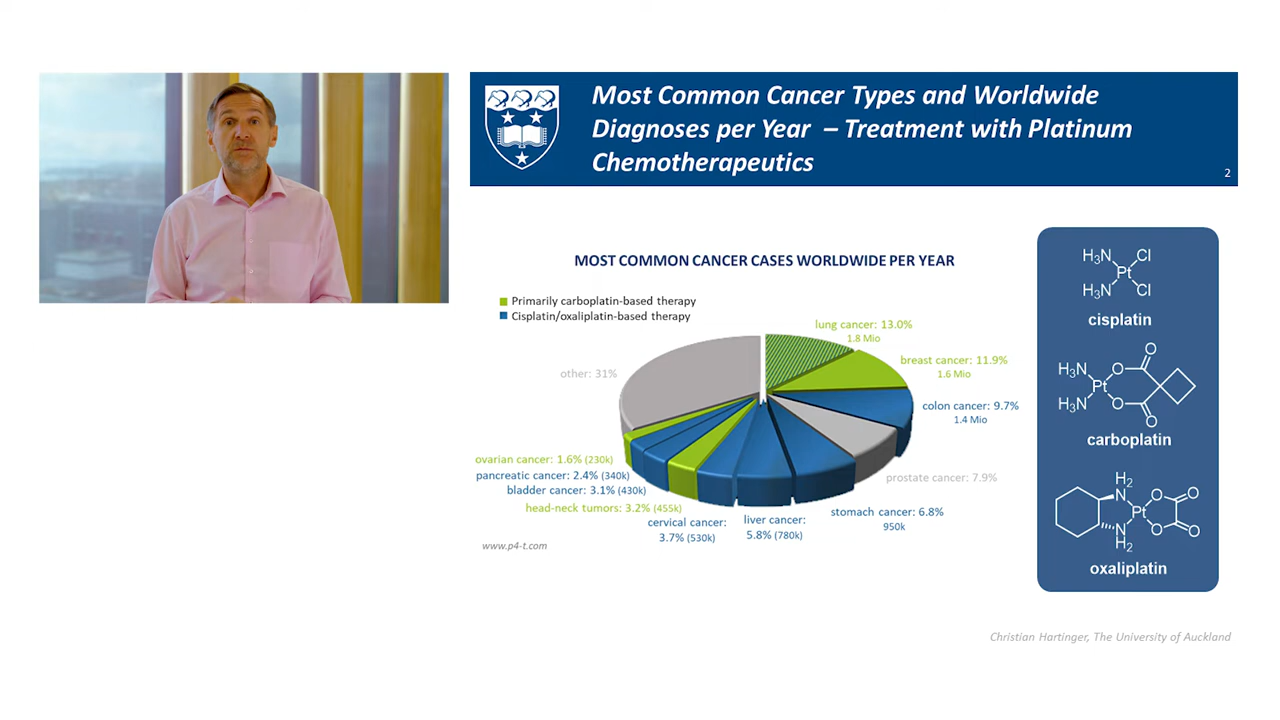 Most Common Cancer Types and Worldwide
Diagnoses per Year – Treatment with Platinum
Chemotherapeutics
2
MOST COMMON CANCER CASES WORLDWIDE PER YEAR
Primarily carboplatin-based therapy
Cisplatin/oxaliplatin-based therapy
lung cancer: 13.0%
1.8 Mio
breast cancer: 11.9%
1.6 Mio
colon cancer: 9.7%
1.4 Mio
prostate cancer: 7.9%
stomach cancer: 6.8%
950k
liver cancer:
5.8% (780k)
cervical cancer:
3.7% (530k)
head-neck tumors: 3.2% (455k)
bladder cancer: 3.1% (430k)
pancreatic cancer: 2.4% (340k)
ovarian cancer: 1.6% (230k)
other: 31%
www.p4-t.com
H₃N Cl
Pt
H₃N Cl
cisplatin
O
H₃N O
Pt
H₃N O
O
carboplatin
H₂
N O O
Pt
N O O
H₂
oxaliplatin
Christian Hartinger, The University of Auckland